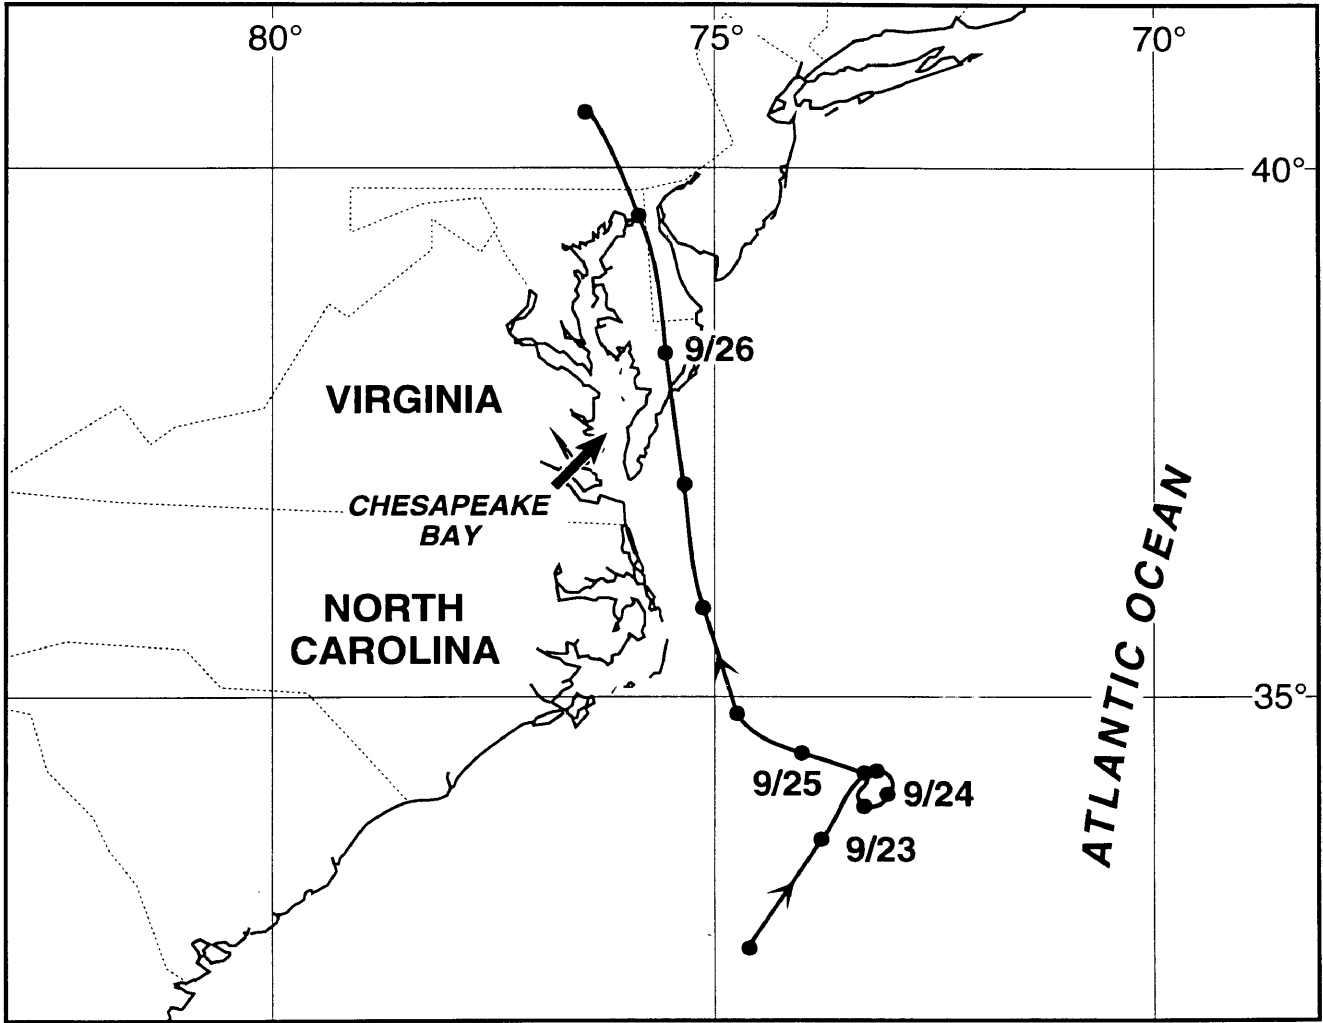 80°
75°
70°
40°
9/26
VIRGINIA
CHESAPEAKE
BAY
NORTH
CAROLINA
ATLANTIC OCEAN
35°
9/25
9/24
9/23